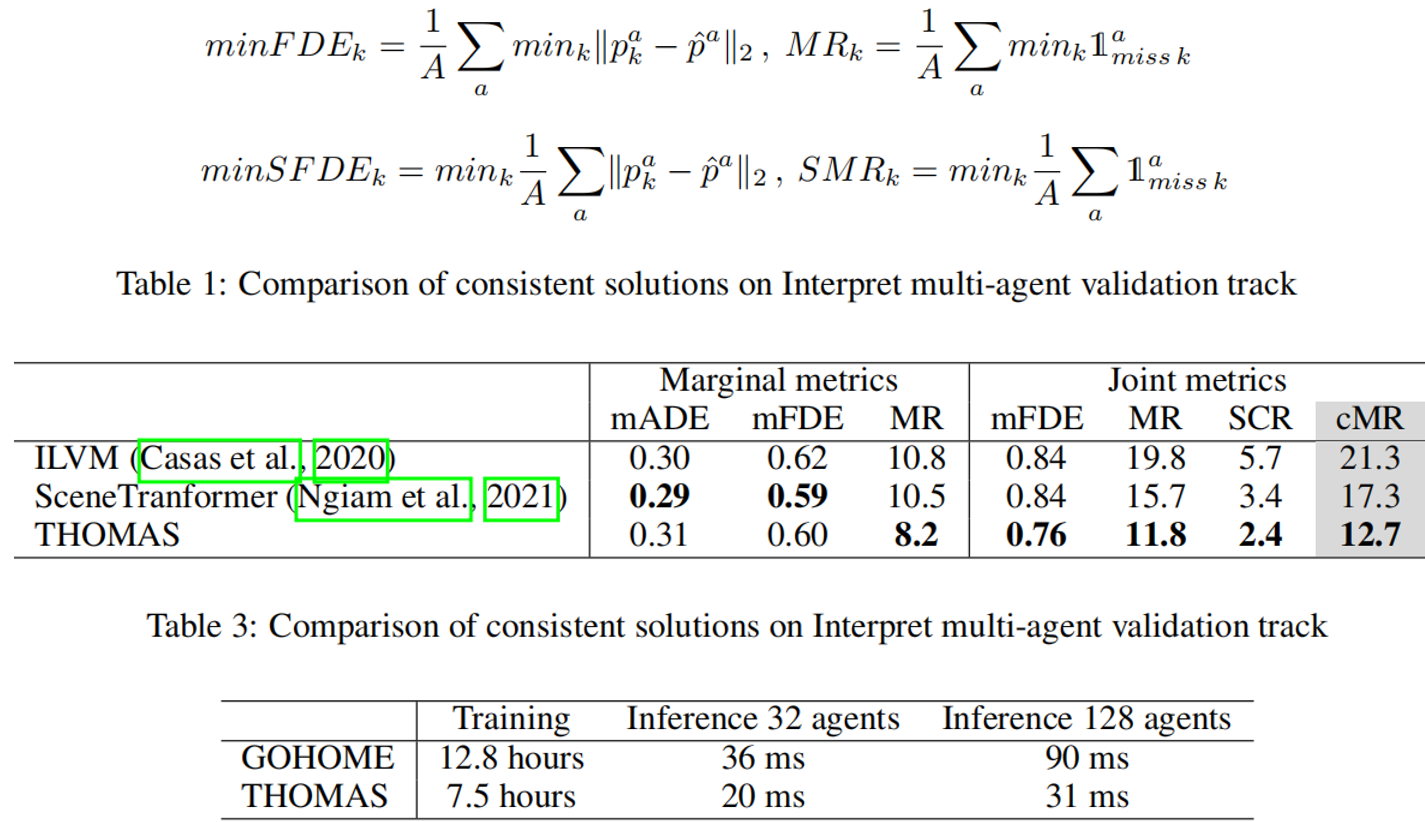 minFDE_k = \frac{1}{A} \sum_a min_k \|p_k^a - \hat{p}^a\|_2 , MR_k = \frac{1}{A} \sum_a min_k 𝟙_{miss k}^a
minSFDE_k = min_k \frac{1}{A} \sum_a \|p_k^a - \hat{p}^a\|_2 , SMR_k = min_k \frac{1}{A} \sum_a 𝟙_{miss k}^a
Table 1: Comparison of consistent solutions on Interpret multi-agent validation track
Marginal metrics Joint metrics
mADE mFDE MR mFDE MR SCR cMR
ILVM (Casas et al., 2020) 0.30 0.62 10.8 0.84 19.8 5.7 21.3
SceneTranformer (Ngiam et al., 2021) 0.29 0.59 10.5 0.84 15.7 3.4 17.3
THOMAS 0.31 0.60 8.2 0.76 11.8 2.4 12.7
Table 3: Comparison of consistent solutions on Interpret multi-agent validation track
Training Inference 32 agents Inference 128 agents
GOHOME 12.8 hours 36 ms 90 ms
THOMAS 7.5 hours 20 ms 31 ms